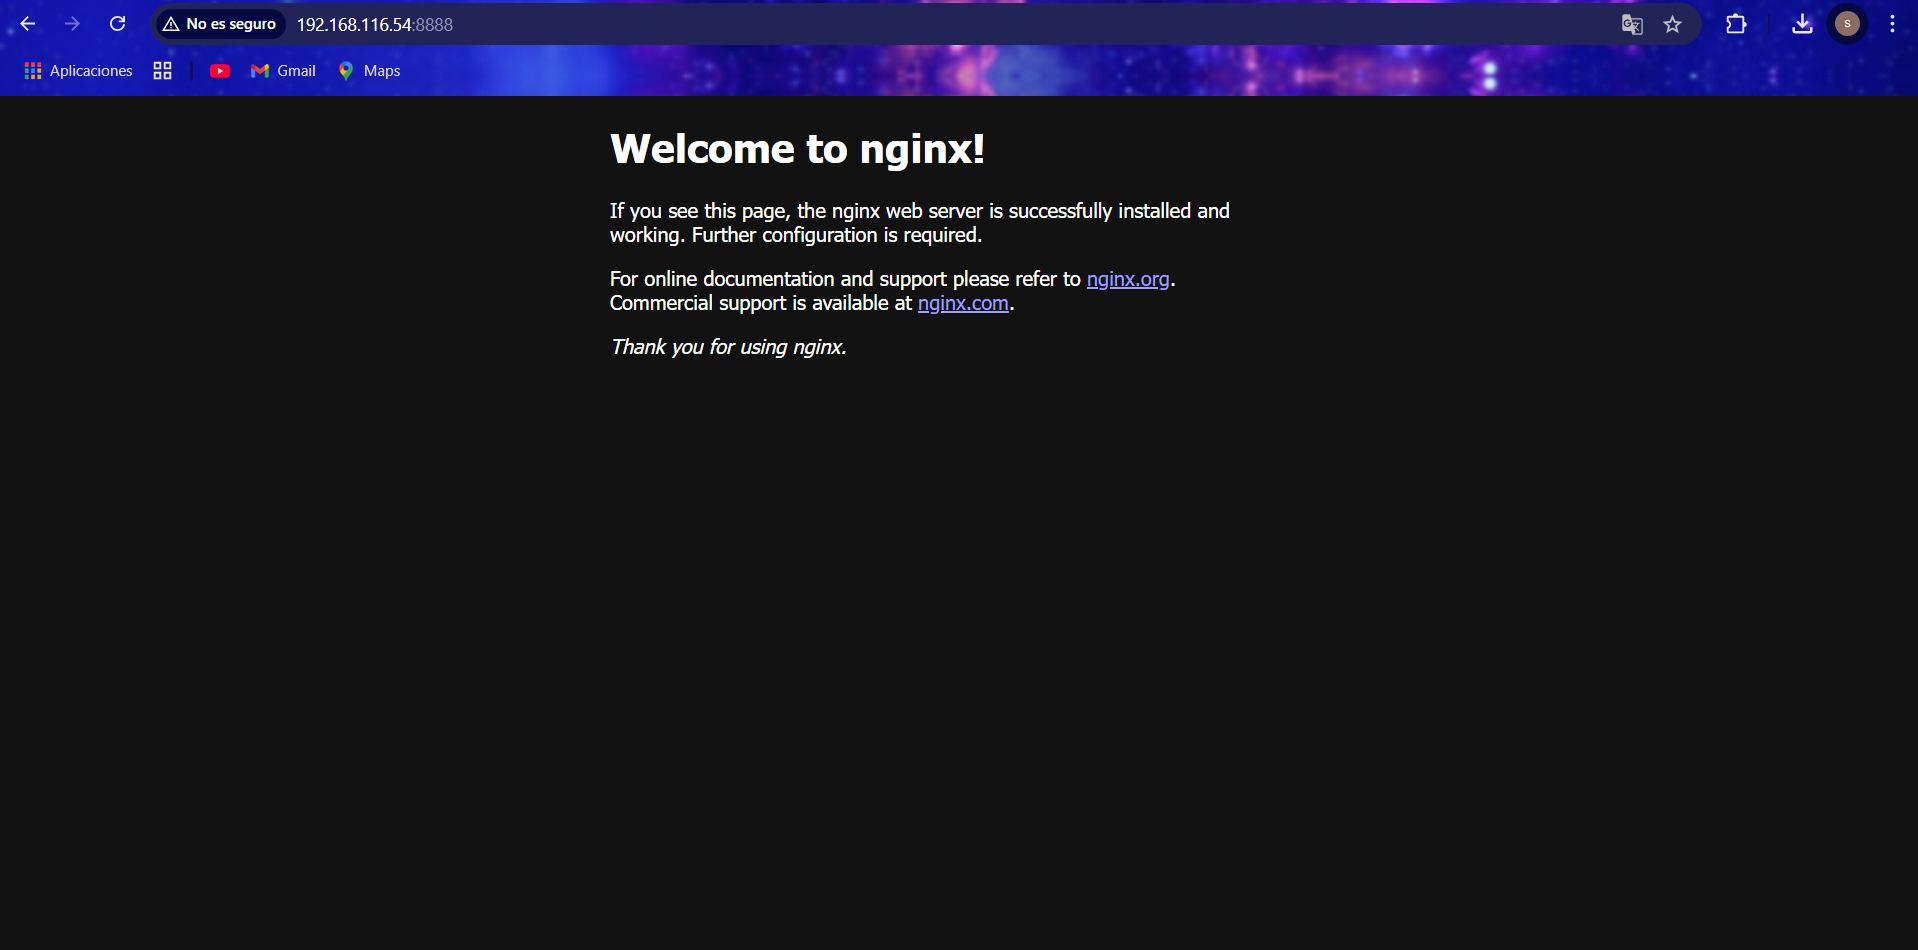 No es seguro 192.168.116.54:8888 S
Aplicaciones Gmail Maps
Welcome to nginx!
If you see this page, the nginx web server is successfully installed and
working. Further configuration is required.
For online documentation and support please refer to nginx.org.
Commercial support is available at nginx.com.
Thank you for using nginx.